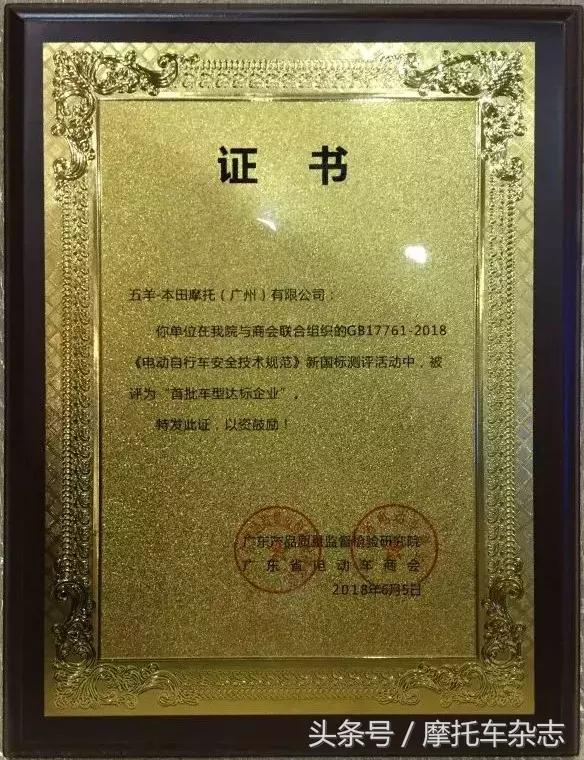 证 书
五羊-本田摩托（广州）有限公司：
你单位在我院与商会联合组织的GB17761-2018
《电动自行车安全技术规范》新国标测评活动中，被
评为“首批车型达标企业”。
特发此证，以资鼓励！
广东产品质量监督检验研究院
广东省电动车商会
2018年6月5日
头条号 / 摩托车杂志